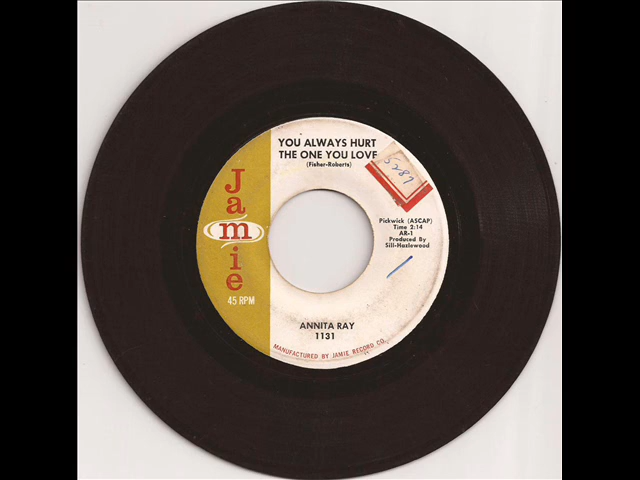 YOU ALWAYS HURT
THE ONE YOU LOVE
(Fisher-Roberts)
5287
Jamie
45 RPM
Pickwick (ASCAP)
Time 2:14
AR-1
Produced By
Sill-Hazlewood
ANNITA RAY
1131
MANUFACTURED BY JAMIE RECORD CO.